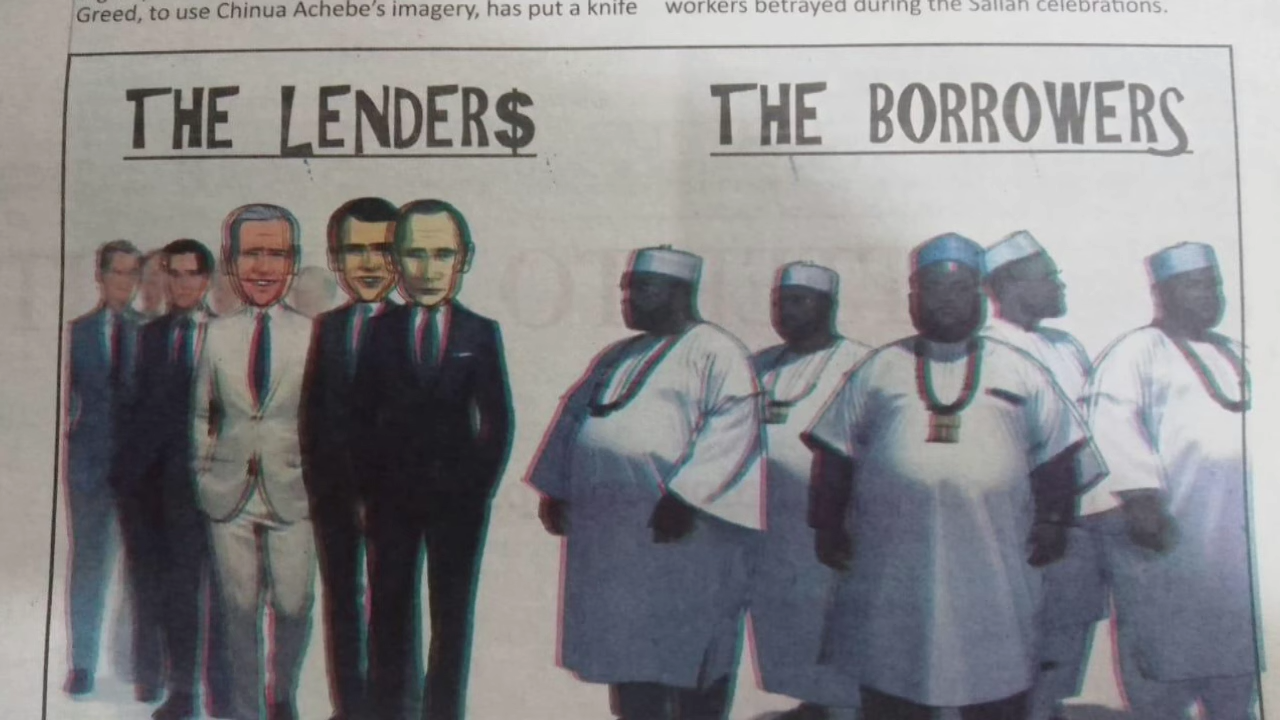 Greed, to use Chinua Achebe's imagery, has put a knife
workers betrayed during the Sallah celebrations.
THE LENDER$
THE BORROWERS